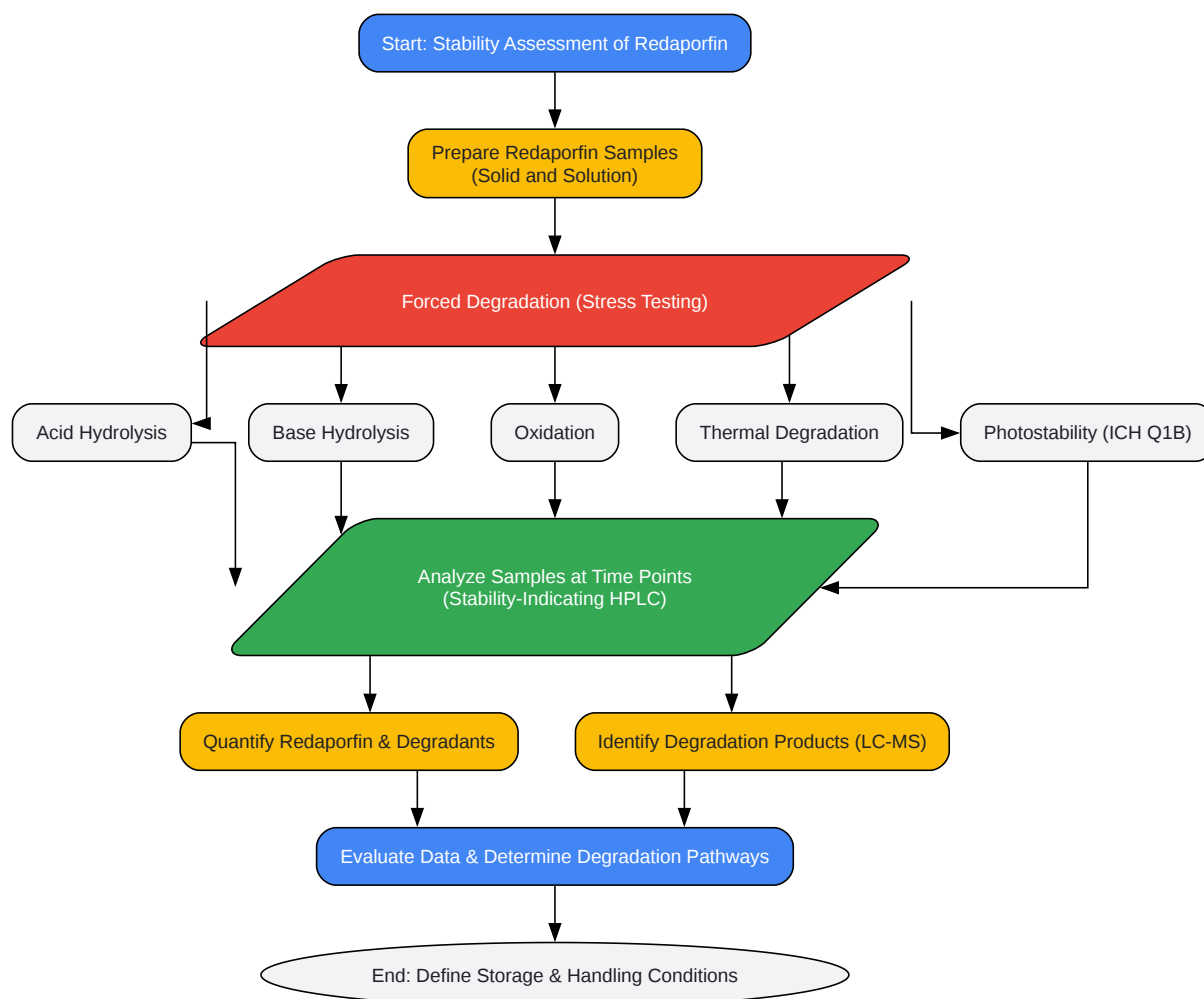 Start: Stability Assessment of Redaporfin
Prepare Redaporfin Samples
(Solid and Solution)
Forced Degradation (Stress Testing)
Acid Hydrolysis
Base Hydrolysis
Oxidation
Thermal Degradation
Photostability (ICH Q1B)
Analyze Samples at Time Points
(Stability-Indicating HPLC)
Quantify Redaporfin & Degradants
Identify Degradation Products (LC-MS)
Evaluate Data & Determine Degradation Pathways
End: Define Storage & Handling Conditions